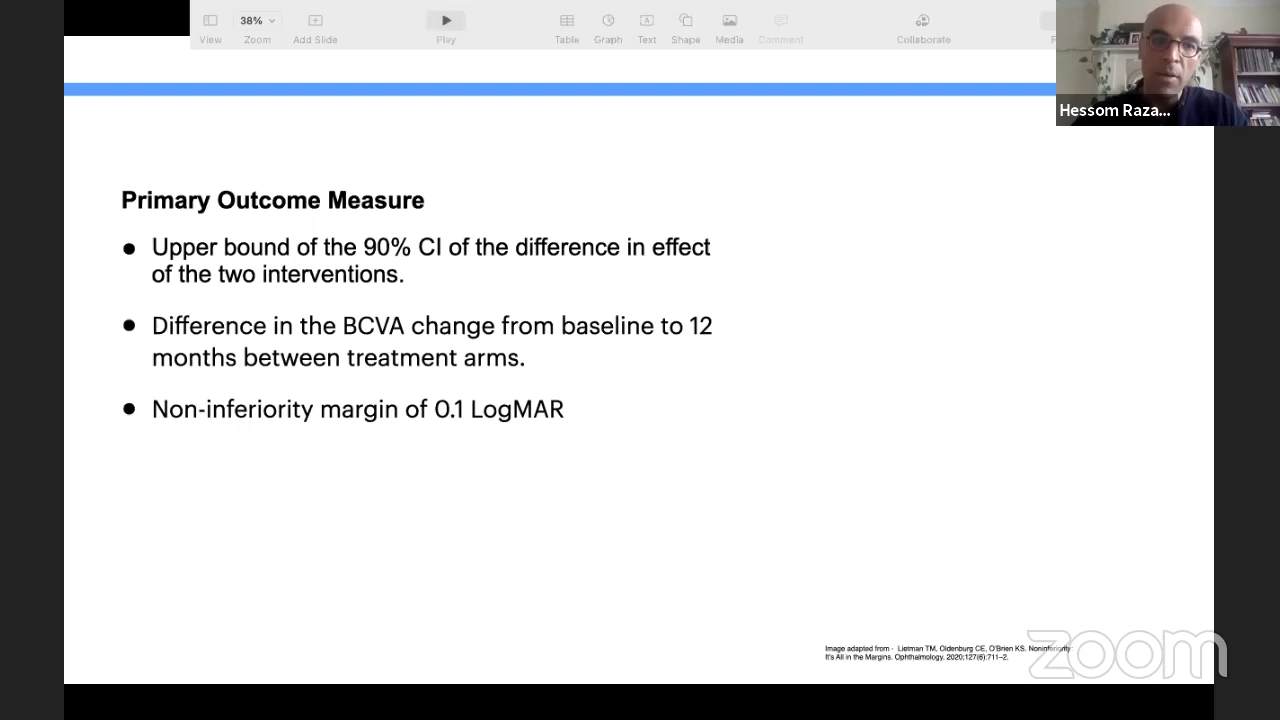 38%
View
Zoom
Add Slide
Play
Table
Graph
Text
Shape
Media
Comment
Collaborate
Hessom Raza...
Primary Outcome Measure
● Upper bound of the 90% CI of the difference in effect
of the two interventions.
● Difference in the BCVA change from baseline to 12
months between treatment arms.
● Non-inferiority margin of 0.1 LogMAR
Image adapted from - Lietman TM, Oldenburg CE, O'Brien KS. Noninferiority:
It's All in the Margins. Ophthalmology. 2020;127(6):711–2.
zoom